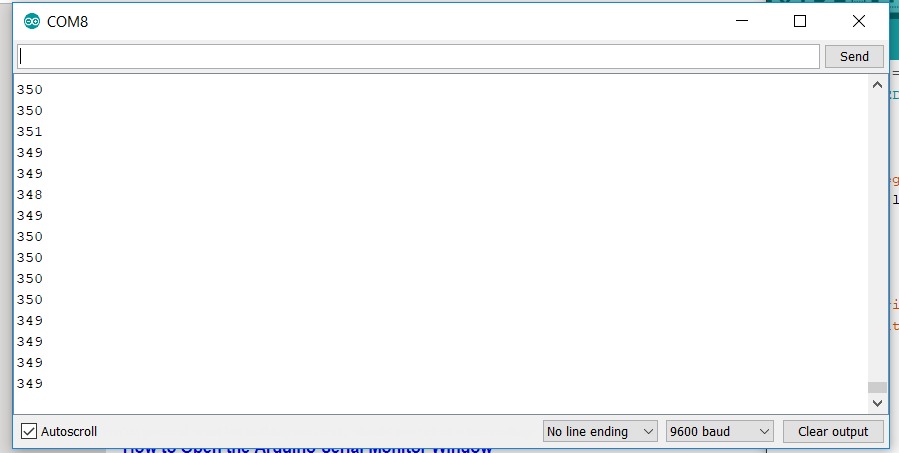 COM8
Send
350
350
351
349
349
348
349
350
350
350
350
349
349
349
349
Autoscroll
No line ending
9600 baud
Clear output
How to Open the Arduino Serial Monitor Window